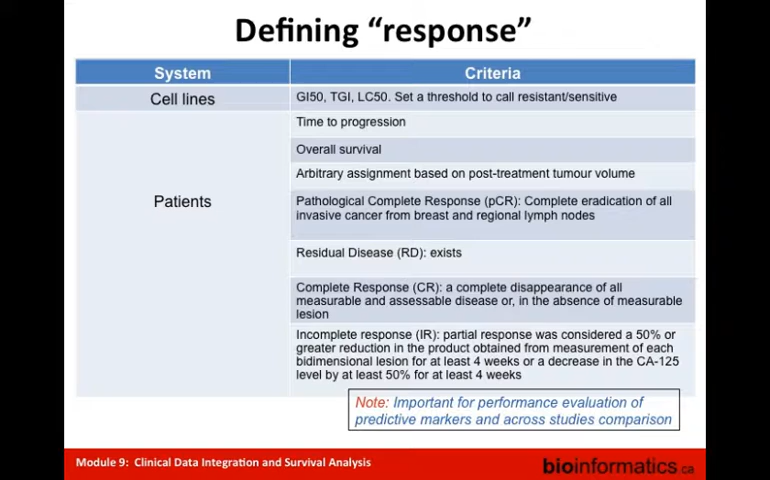 Defining “response”
System
Criteria
Cell lines
GI50, TGI, LC50. Set a threshold to call resistant/sensitive
Patients
Time to progression
Overall survival
Arbitrary assignment based on post-treatment tumour volume
Pathological Complete Response (pCR): Complete eradication of all
invasive cancer from breast and regional lymph nodes
Residual Disease (RD): exists
Complete Response (CR): a complete disappearance of all
measurable and assessable disease or, in the absence of measurable
lesion
Incomplete response (IR): partial response was considered a 50% or
greater reduction in the product obtained from measurement of each
bidimensional lesion for at least 4 weeks or a decrease in the CA-125
level by at least 50% for at least 4 weeks
Note: Important for performance evaluation of
predictive markers and across studies comparison
Module 9: Clinical Data Integration and Survival Analysis
bioinformatics.ca